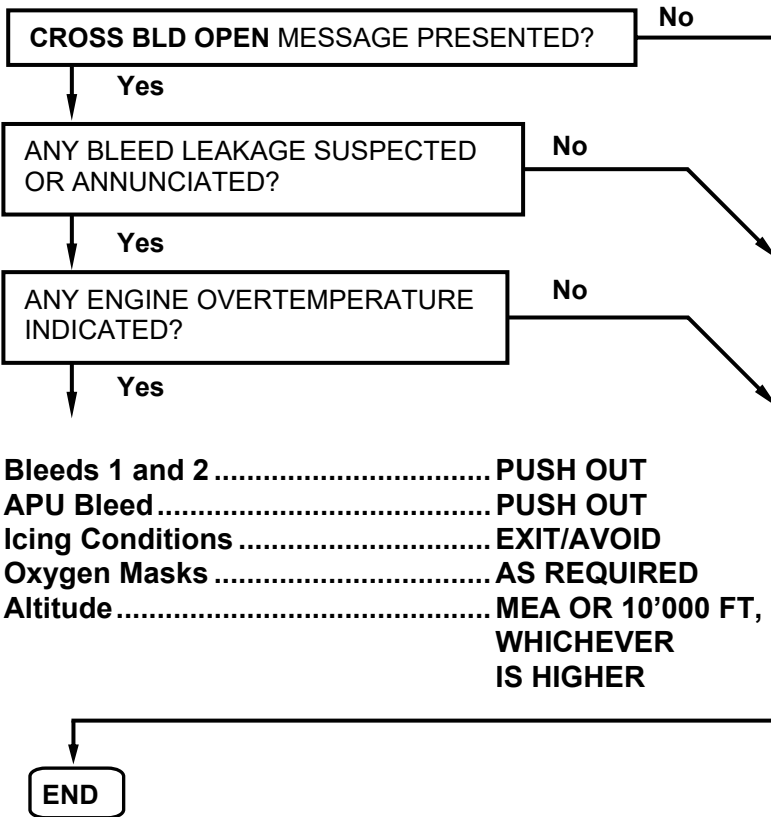 No
CROSS BLD OPEN MESSAGE PRESENTED?
Yes
ANY BLEED LEAKAGE SUSPECTED
OR ANNUNCIATED?
No
Yes
ANY ENGINE OVERTEMPERATURE
INDICATED?
No
Yes
Bleeds 1 and 2.................................. PUSH OUT
APU Bleed......................................... PUSH OUT
Icing Conditions ............................... EXIT/AVOID
Oxygen Masks .................................. AS REQUIRED
Altitude.............................................. MEA OR 10’000 FT,
WHICHEVER
IS HIGHER
END